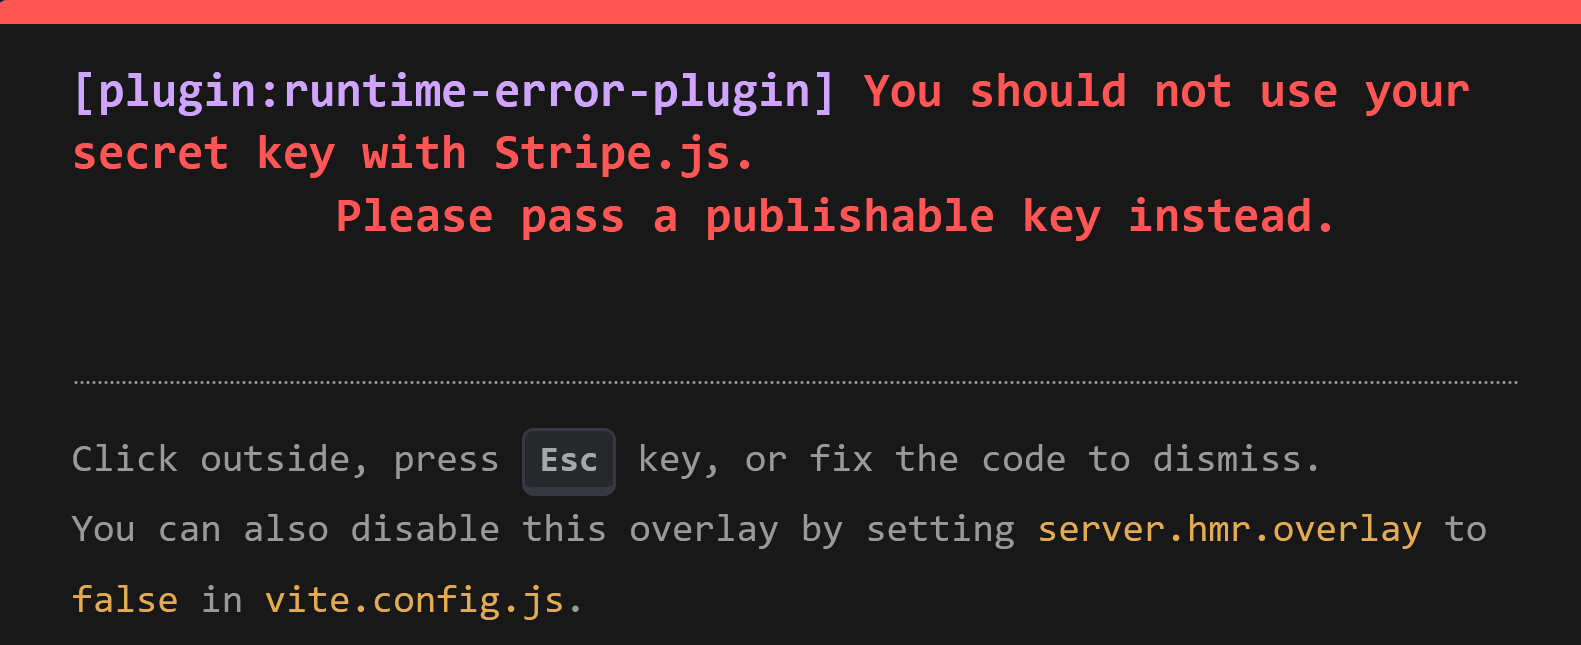 [plugin:runtime-error-plugin] You should not use your
secret key with Stripe.js.
Please pass a publishable key instead.
Click outside, press Esc key, or fix the code to dismiss.
You can also disable this overlay by setting server.hmr.overlay to
false in vite.config.js.